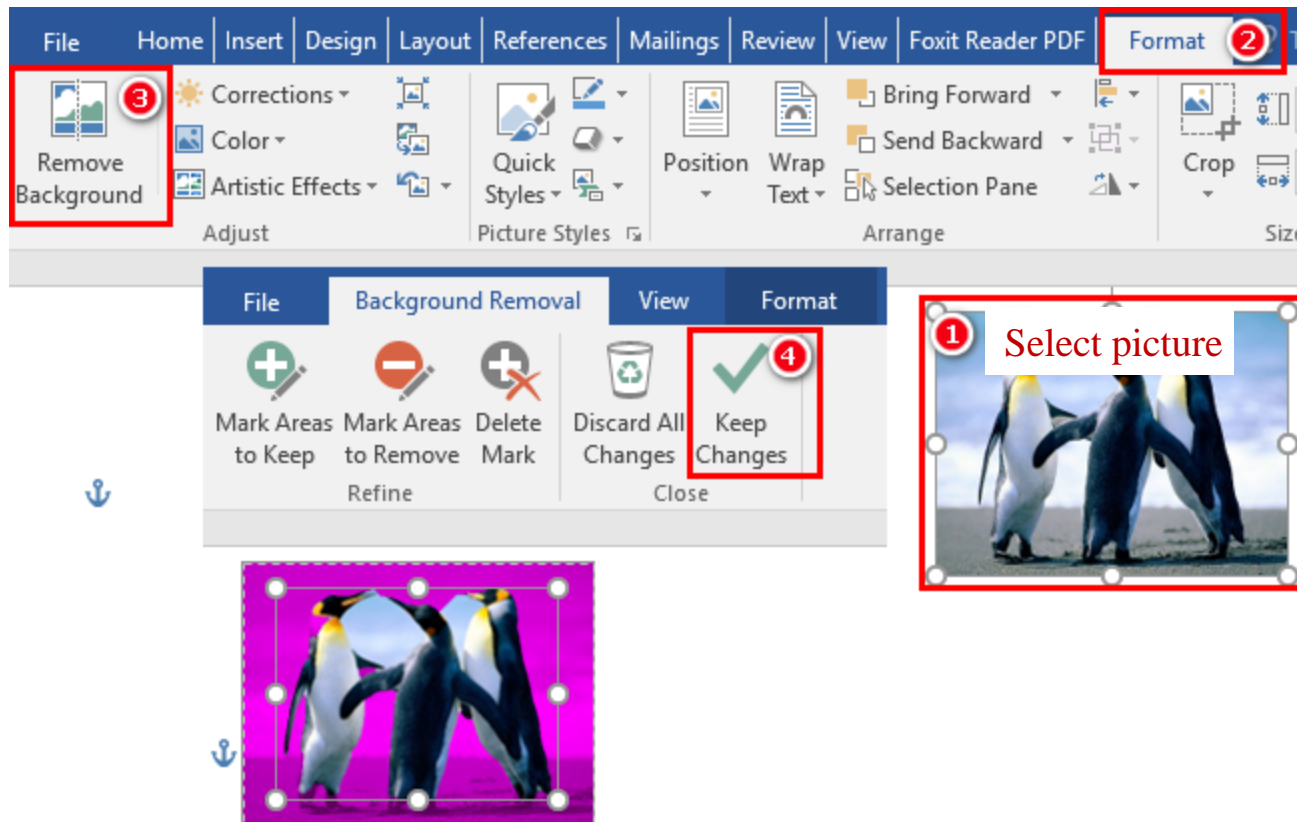 File Home Insert Design Layout References Mailings Review View Foxit Reader PDF Format 2
3 Corrections Bring Forward
Color Send Backward
Remove Background
Artistic Effects
Quick Styles
Position
Wrap Text
Selection Pane
Crop
Adjust Picture Styles Arrange
File Background Removal View Format
1 Select picture
4
Mark Areas to Keep
Mark Areas to Remove
Delete Mark
Discard All Changes
Keep Changes
Refine Close